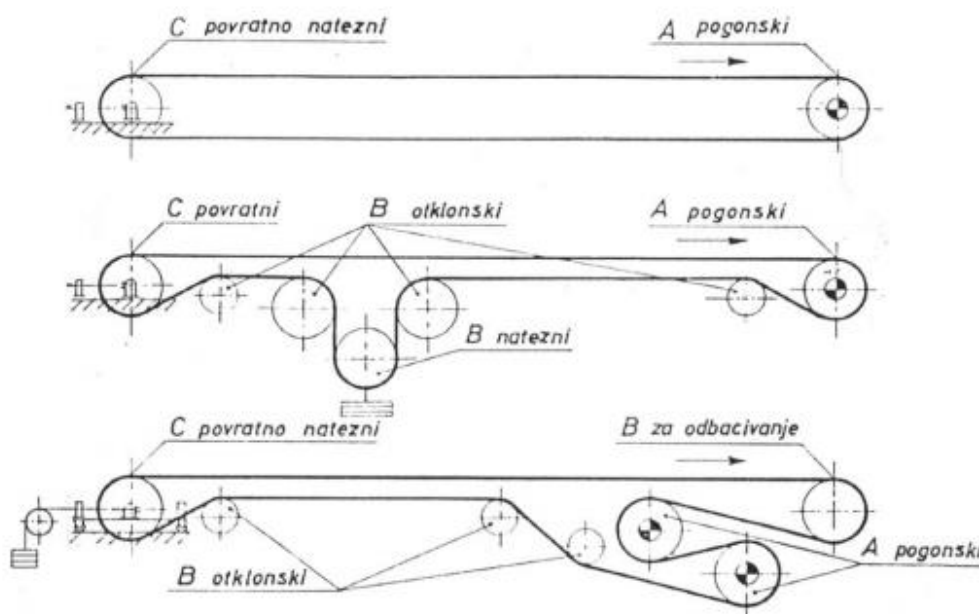 C povratno natezni
A pogonski
C povratni
B otklonski
A pogonski
B natezni
C povratno natezni
B za odbacivanje
B otklonski
A pogonski